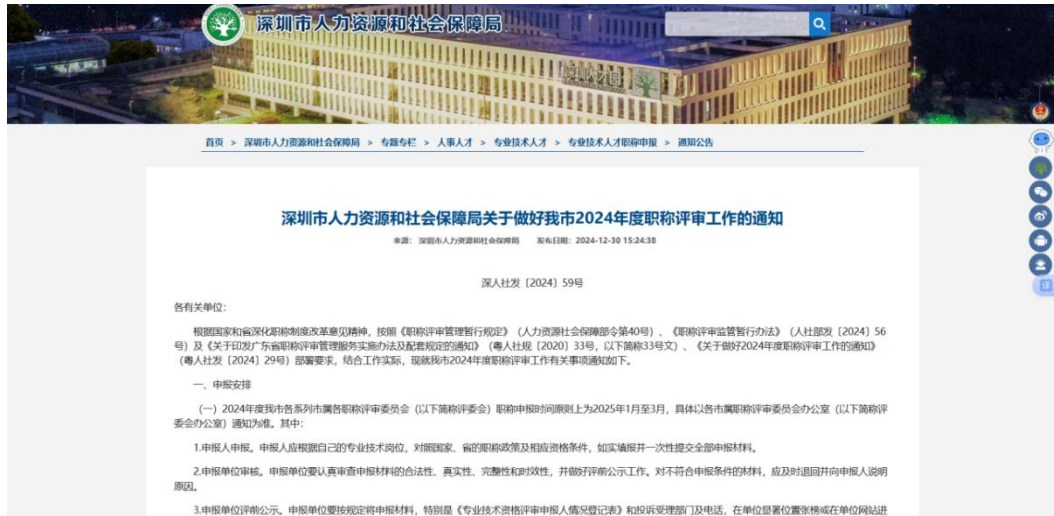 深圳市人力资源和社会保障局
深圳人才园
首页 > 深圳市人力资源和社会保障局 > 专题专栏 > 人事人才 > 专业技术人才 > 专业技术人才职称申报 > 通知公告
深圳市人力资源和社会保障局关于做好我市2024年度职称评审工作的通知
来源: 深圳市人力资源和社会保障局 发布日期: 2024-12-30 15:24:38
深人社发〔2024〕59号
各有关单位:
根据国家和省深化职称制度改革意见精神，按照《职称评审管理暂行规定》（人力资源社会保障部令第40号）、《职称评审监管暂行办法》（人社部发〔2024〕56
号）及《关于印发广东省职称评审管理服务实施办法及配套规定的通知》（粤人社规〔2020〕33号，以下简称33号文）、《关于做好2024年度职称评审工作的通知》
（粤人社发〔2024〕29号）部署要求，结合工作实际，现就我市2024年度职称评审工作有关事项通知如下。
一、申报安排
（一）2024年度我市各系列市属各职称评审委员会（以下简称评委会）职称申报时间原则上为2025年1月至3月，具体以各市属职称评审委员会办公室（以下简称评
委会办公室）通知为准。其中:
1.申报人申报。申报人应根据自己的专业技术岗位，对照国家、省的职称政策及相应资格条件，如实填报并一次性提交全部申报材料。
2.申报单位审核。申报单位要认真审查申报材料的合法性、真实性、完整性和时效性，并做好评前公示工作。对不符合申报条件的材料，应及时退回并向申报人说明
原因。
3.申报单位评前公示。申报单位要按规定将申报材料，特别是《专业技术资格评审申报人情况登记表》和投诉受理部门及电话，在单位显著位置张榜或在单位网站进
译